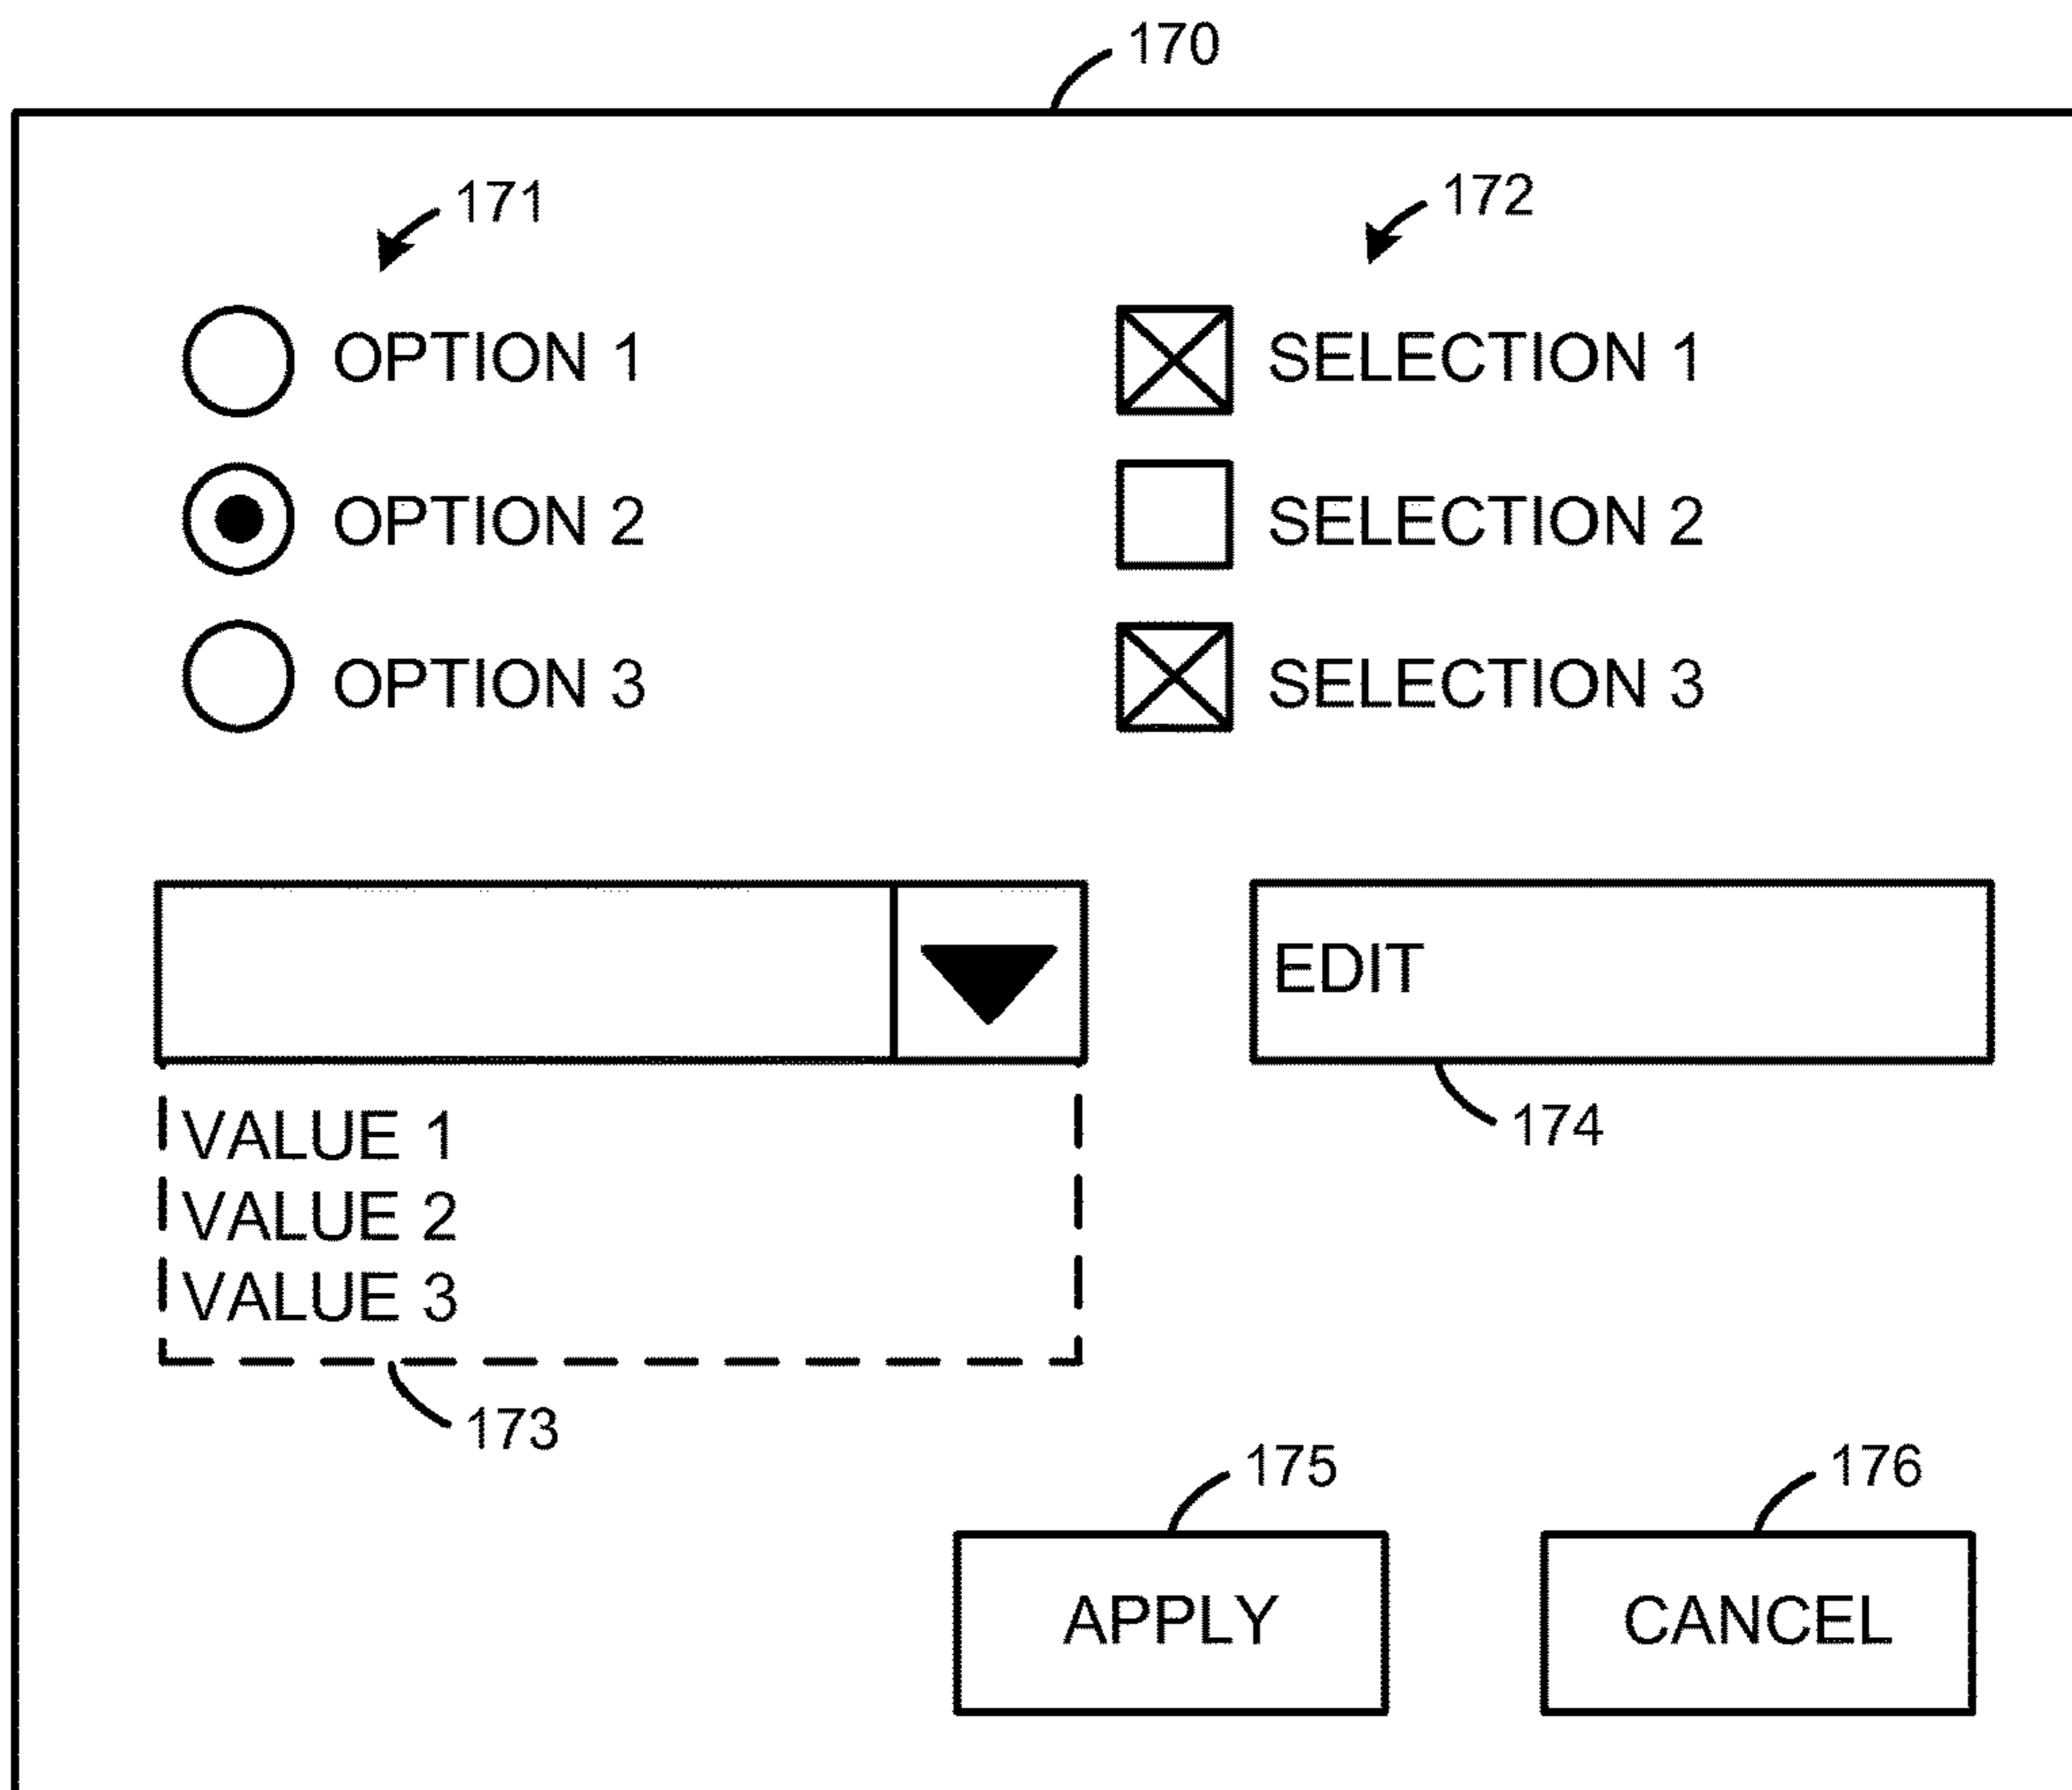 170
171
172
OPTION 1
SELECTION 1
OPTION 2
SELECTION 2
OPTION 3
SELECTION 3
EDIT
174
VALUE 1
VALUE 2
VALUE 3
173
175
176
APPLY
CANCEL